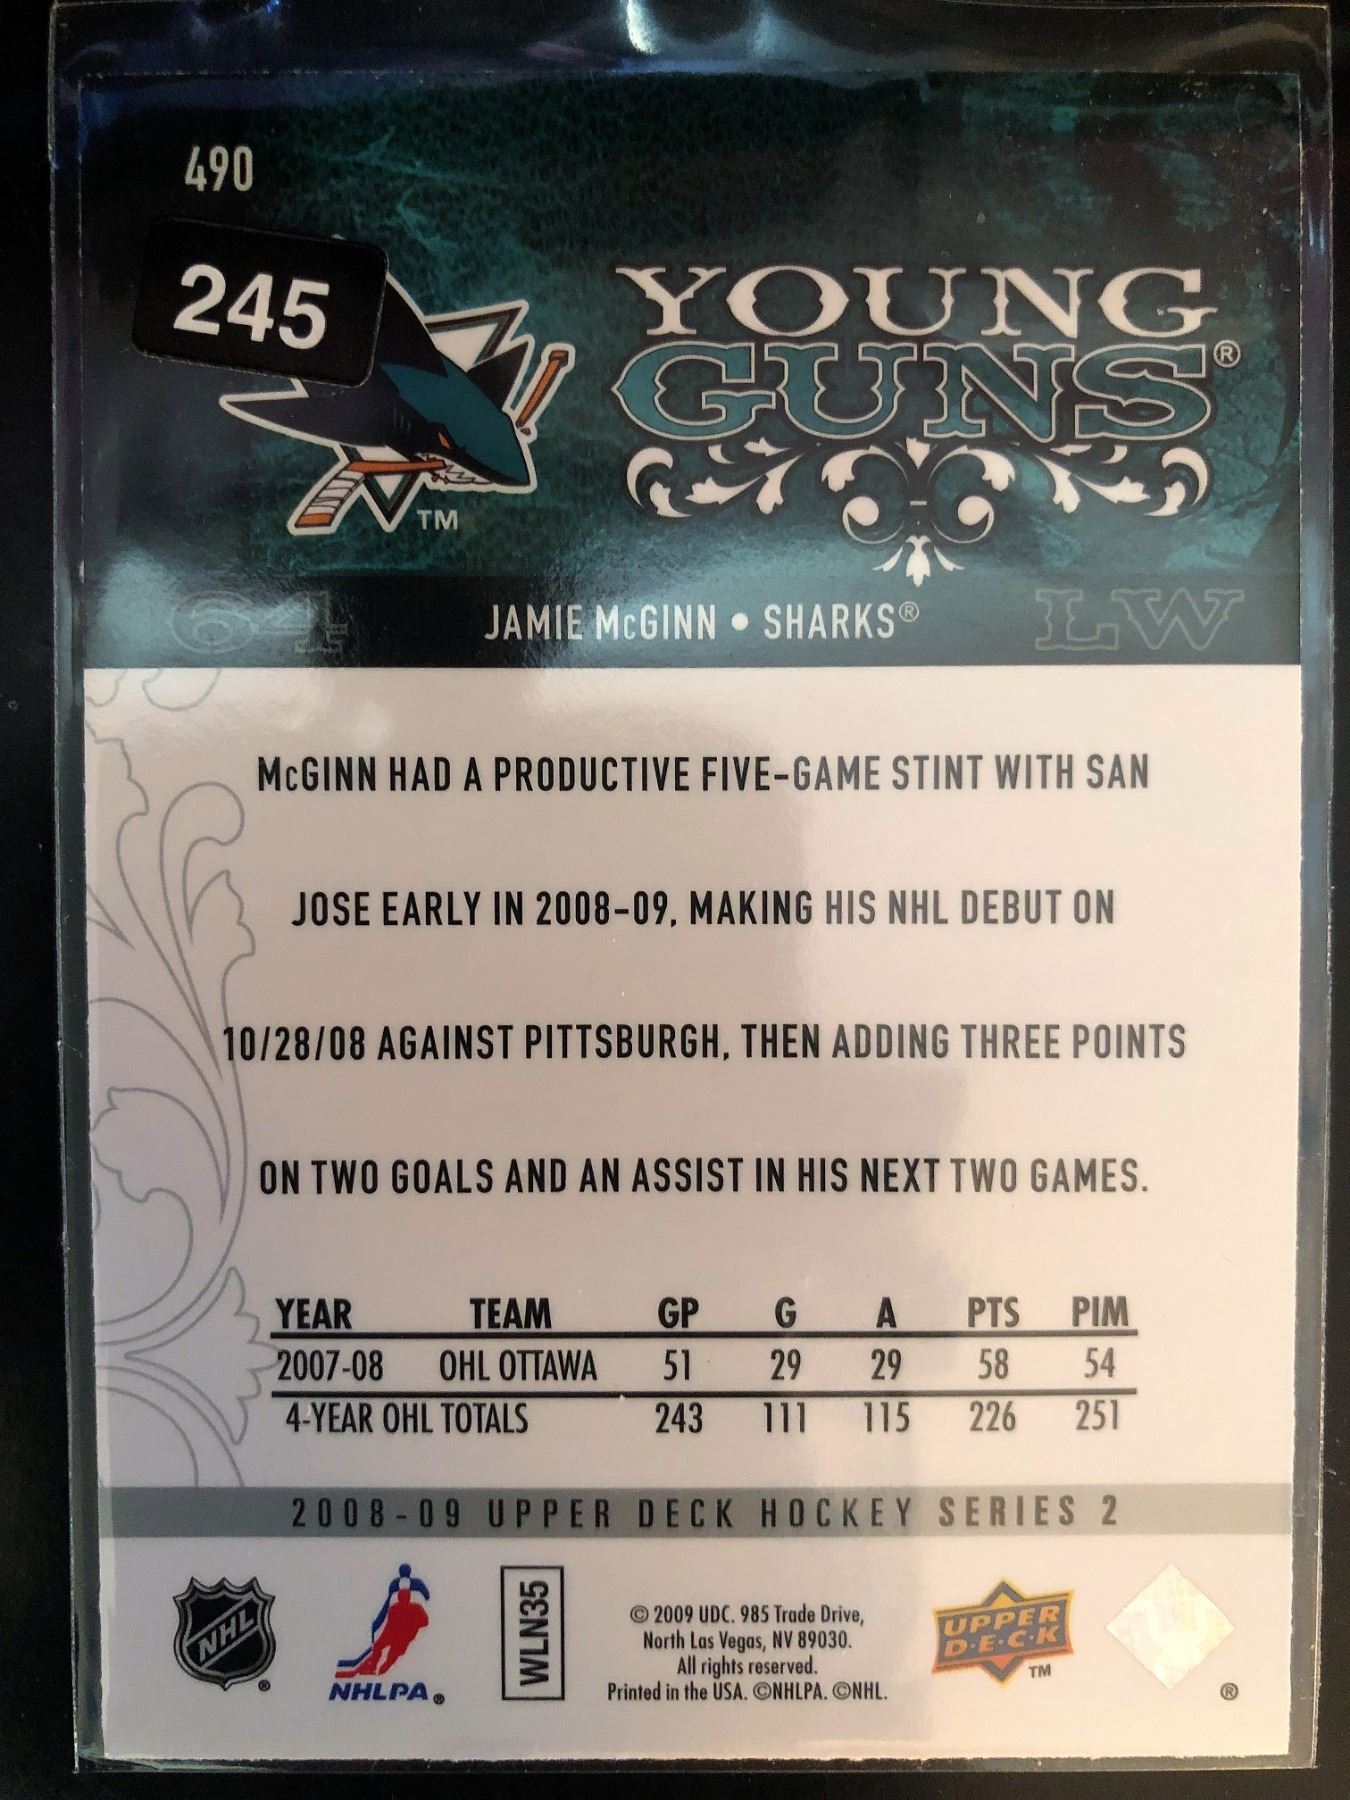 490
245
YOUNG
GUNS®
TM
64 JAMIE McGINN • SHARKS® LW
McGINN HAD A PRODUCTIVE FIVE-GAME STINT WITH SAN
JOSE EARLY IN 2008-09, MAKING HIS NHL DEBUT ON
10/28/08 AGAINST PITTSBURGH, THEN ADDING THREE POINTS
ON TWO GOALS AND AN ASSIST IN HIS NEXT TWO GAMES.
YEAR TEAM GP G A PTS PIM
2007-08 OHL OTTAWA 51 29 29 58 54
4-YEAR OHL TOTALS 243 111 115 226 251
2008-09 UPPER DECK HOCKEY SERIES 2
NHL ®
NHLPA ®
WLN35
© 2009 UDC. 985 Trade Drive,
North Las Vegas, NV 89030.
All rights reserved.
Printed in the USA. ©NHLPA. ©NHL.
UPPER
D·E·C·K
TM
®